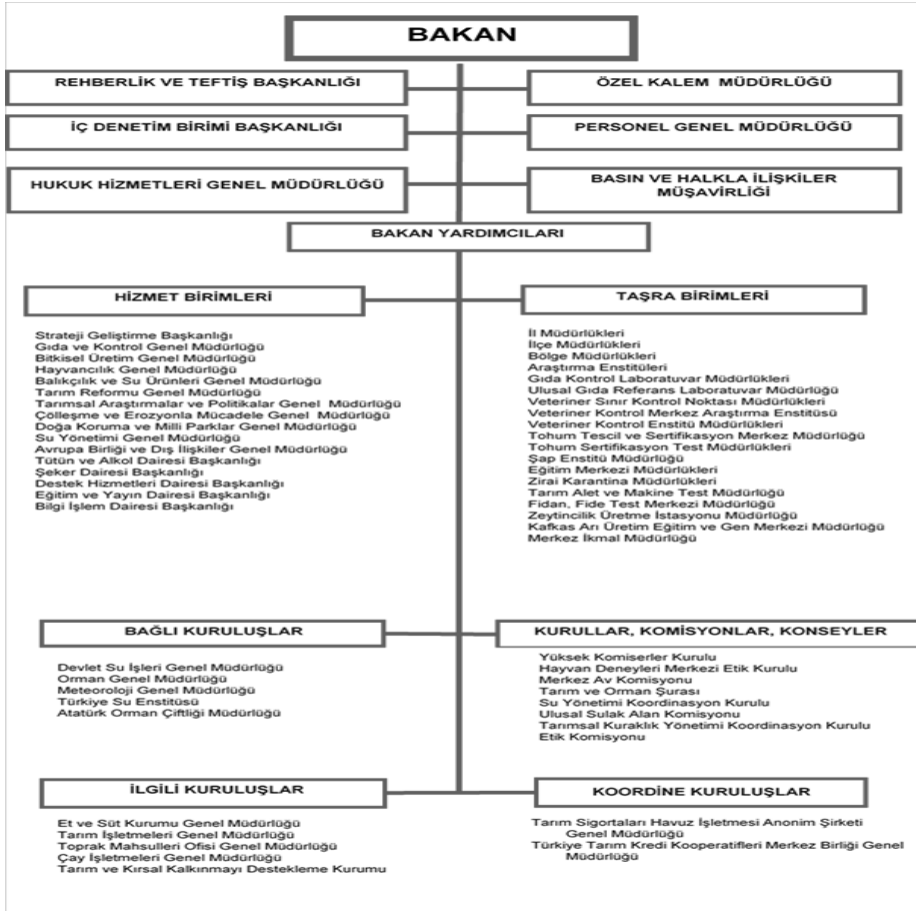 BAKAN
REHBERLİK VE TEFTİŞ BAŞKANLIĞI
ÖZEL KALEM MÜDÜRLÜĞÜ
İÇ DENETİM BİRİMİ BAŞKANLIĞI
PERSONEL GENEL MÜDÜRLÜĞÜ
HUKUK HİZMETLERİ GENEL MÜDÜRLÜĞÜ
BASIN VE HALKLA İLİŞKİLER
MÜŞAVİRLİĞİ
BAKAN YARDIMCILARI
HİZMET BİRİMLERİ
Strateji Geliştirme Başkanlığı
Gıda ve Kontrol Genel Müdürlüğü
Bitkisel Üretim Genel Müdürlüğü
Hayvancılık Genel Müdürlüğü
Balıkçılık ve Su Ürünleri Genel Müdürlüğü
Tarım Reformu Genel Müdürlüğü
Tarımsal Araştırmalar ve Politikalar Genel Müdürlüğü
Çölleşme ve Erozyonla Mücadele Genel Müdürlüğü
Doğa Koruma ve Milli Parklar Genel Müdürlüğü
Su Yönetimi Genel Müdürlüğü
Avrupa Birliği ve Dış İlişkiler Genel Müdürlüğü
Tütün ve Alkol Dairesi Başkanlığı
Şeker Dairesi Başkanlığı
Destek Hizmetleri Dairesi Başkanlığı
Eğitim ve Yayın Dairesi Başkanlığı
Bilgi İşlem Dairesi Başkanlığı
TAŞRA BİRİMLERİ
İl Müdürlükleri
İlçe Müdürlükleri
Bölge Müdürlükleri
Araştırma Enstitüleri
Gıda Kontrol Laboratuvar Müdürlükleri
Ulusal Gıda Referans Laboratuvar Müdürlüğü
Veteriner Sınır Kontrol Noktası Müdürlükleri
Veteriner Kontrol Merkez Araştırma Enstitüsü
Veteriner Kontrol Enstitü Müdürlükleri
Tohum Tescil ve Sertifikasyon Merkez Müdürlüğü
Tohum Sertifikasyon Test Müdürlükleri
Şap Enstitü Müdürlüğü
Eğitim Merkezi Müdürlükleri
Zirai Karantina Müdürlükleri
Tarım Alet ve Makine Test Müdürlüğü
Fidan, Fide Test Merkezi Müdürlüğü
Zeytincilik Üretme İstasyonu Müdürlüğü
Kafkas Arı Üretim Eğitim ve Gen Merkezi Müdürlüğü
Merkez İkmal Müdürlüğü
BAĞLI KURULUŞLAR
Devlet Su İşleri Genel Müdürlüğü
Orman Genel Müdürlüğü
Meteoroloji Genel Müdürlüğü
Türkiye Su Enstitüsü
Atatürk Orman Çiftliği Müdürlüğü
KURULLAR, KOMİSYONLAR, KONSEYLER
Yüksek Komiserler Kurulu
Hayvan Deneyleri Merkezi Etik Kurulu
Merkez Av Komisyonu
Tarım ve Orman Şurası
Su Yönetimi Koordinasyon Kurulu
Ulusal Sulak Alan Komisyonu
Tarımsal Kuraklık Yönetimi Koordinasyon Kurulu
Etik Komisyonu
İLGİLİ KURULUŞLAR
Et ve Süt Kurumu Genel Müdürlüğü
Tarım İşletmeleri Genel Müdürlüğü
Toprak Mahsulleri Ofisi Genel Müdürlüğü
Çay İşletmeleri Genel Müdürlüğü
Tarım ve Kırsal Kalkınmayı Destekleme Kurumu
KOORDİNE KURULUŞLAR
Tarım Sigortaları Havuz İşletmesi Anonim Şirketi
Genel Müdürlüğü
Türkiye Tarım Kredi Kooperatifleri Merkez Birliği Genel
Müdürlüğü